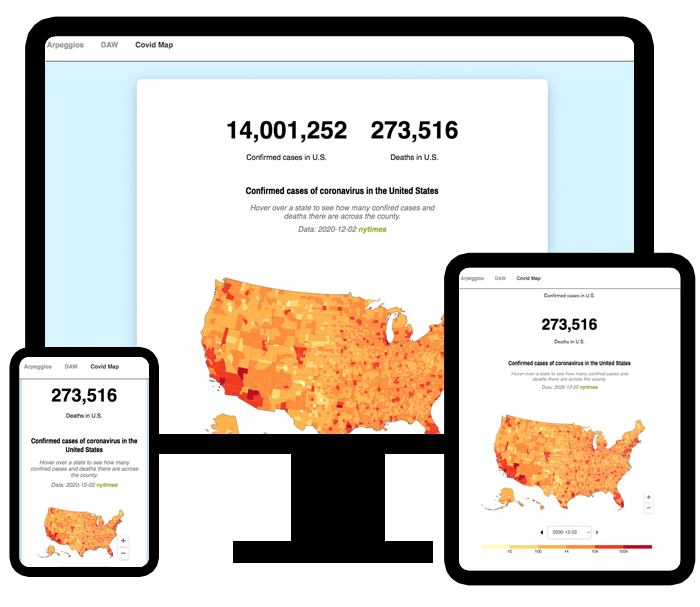 Arpeggios DAW Covid Map
14,001,252 273,516
Confirmed cases in U.S. Deaths in U.S.
Confirmed cases of coronavirus in the United States
Hover over a state to see how many confired cases and
deaths there are across the county.
Data: 2020-12-02 nytimes
Arpeggios DAW Covid Map
Confirmed cases in U.S.
273,516
Deaths in U.S.
Confirmed cases of coronavirus in the United States
Hover over a state to see how many confired cases and
deaths there are across the county.
Data: 2020-12-02 nytimes
+
−
2020-12-02
10 100 1k 10k 100k
Arpeggios DAW Covid Map
273,516
Deaths in U.S.
Confirmed cases of coronavirus in the
United States
Hover over a state to see how many
confired cases and deaths there are across
the county.
Data: 2020-12-02 nytimes
+
−